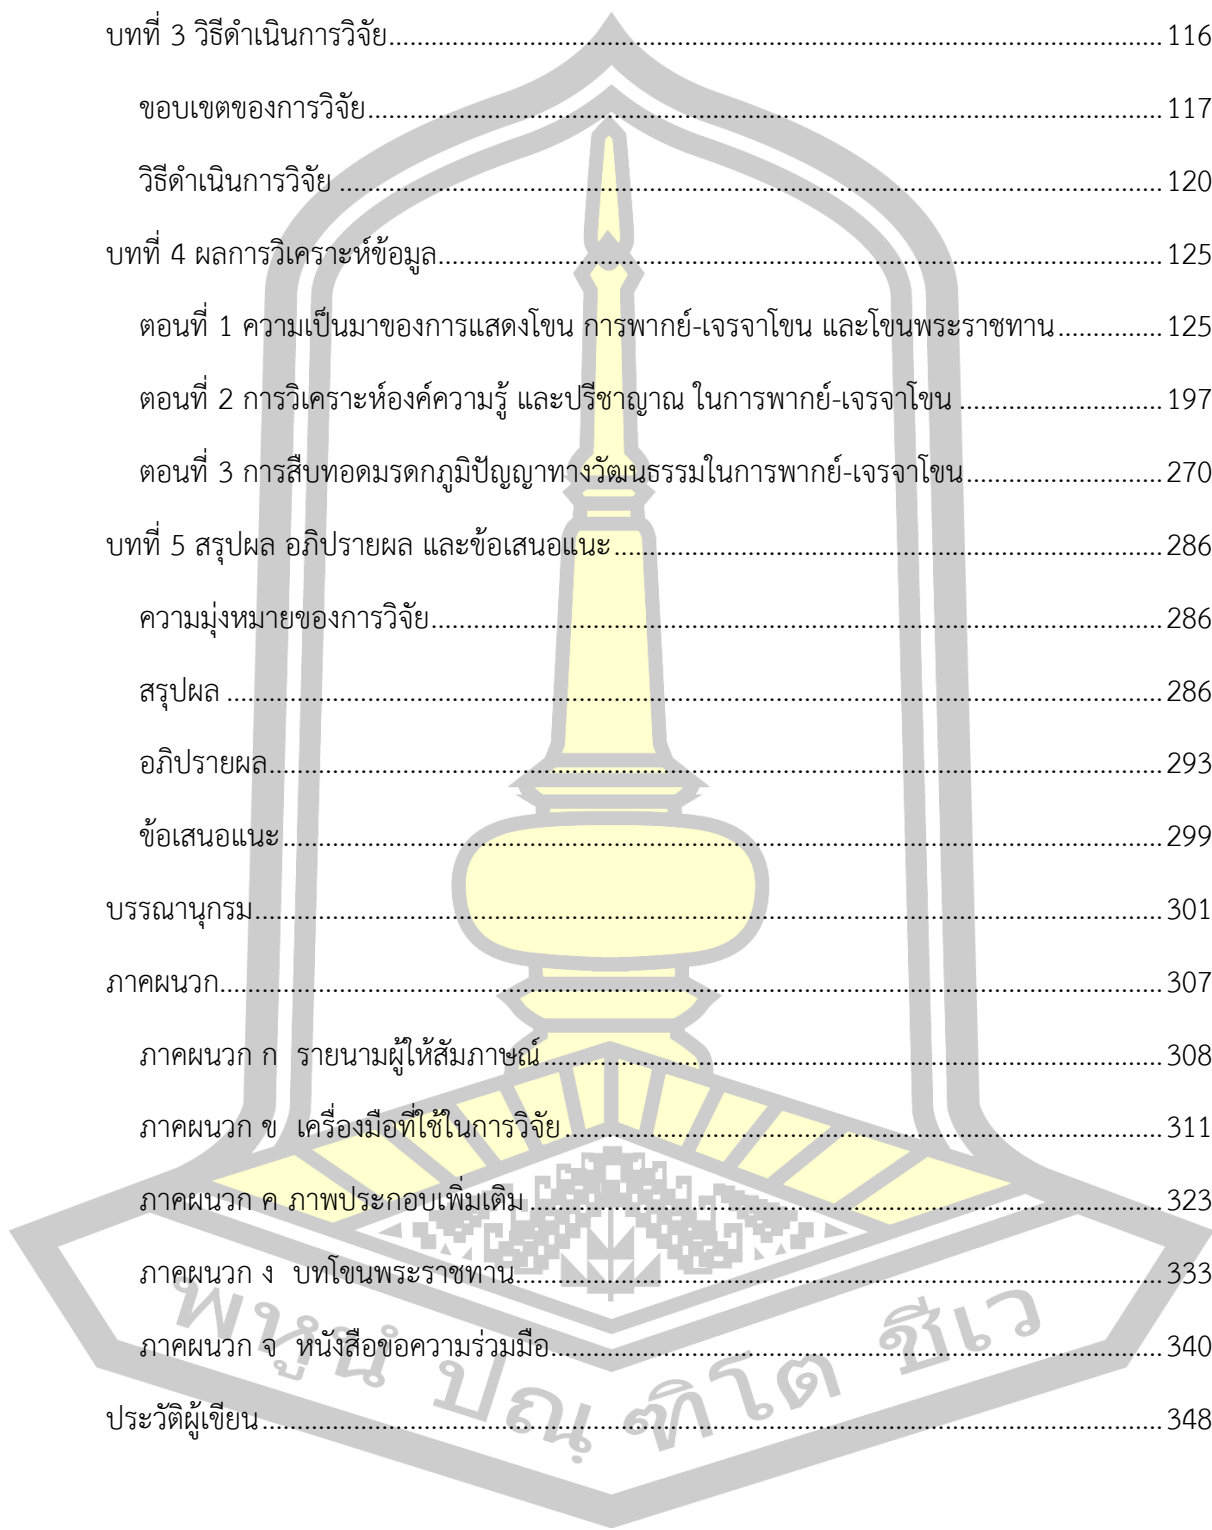 บทที่ 3 วิธีดำเนินการวิจัย 116
ขอบเขตของการวิจัย 117
วิธีดำเนินการวิจัย 120
บทที่ 4 ผลการวิเคราะห์ข้อมูล 125
ตอนที่ 1 ความเป็นมาของการแสดงโขน การพากย์-เจรจาโขน และโขนพระราชทาน 125
ตอนที่ 2 การวิเคราะห์องค์ความรู้ และปรีชาญาณ ในการพากย์-เจรจาโขน 197
ตอนที่ 3 การสืบทอดมรดกภูมิปัญญาทางวัฒนธรรมในการพากย์-เจรจาโขน 270
บทที่ 5 สรุปผล อภิปรายผล และข้อเสนอแนะ 286
ความมุ่งหมายของการวิจัย 286
สรุปผล 286
อภิปรายผล 293
ข้อเสนอแนะ 299
บรรณานุกรม 301
ภาคผนวก 307
ภาคผนวก ก รายนามผู้ให้สัมภาษณ์ 308
ภาคผนวก ข เครื่องมือที่ใช้ในการวิจัย 311
ภาคผนวก ค ภาพประกอบเพิ่มเติม 323
ภาคผนวก ง บทโขนพระราชทาน 333
ภาคผนวก จ หนังสือขอความร่วมมือ 340
ประวัติผู้เขียน 348
พหูนํ ปณฺฑิโต ชีเว